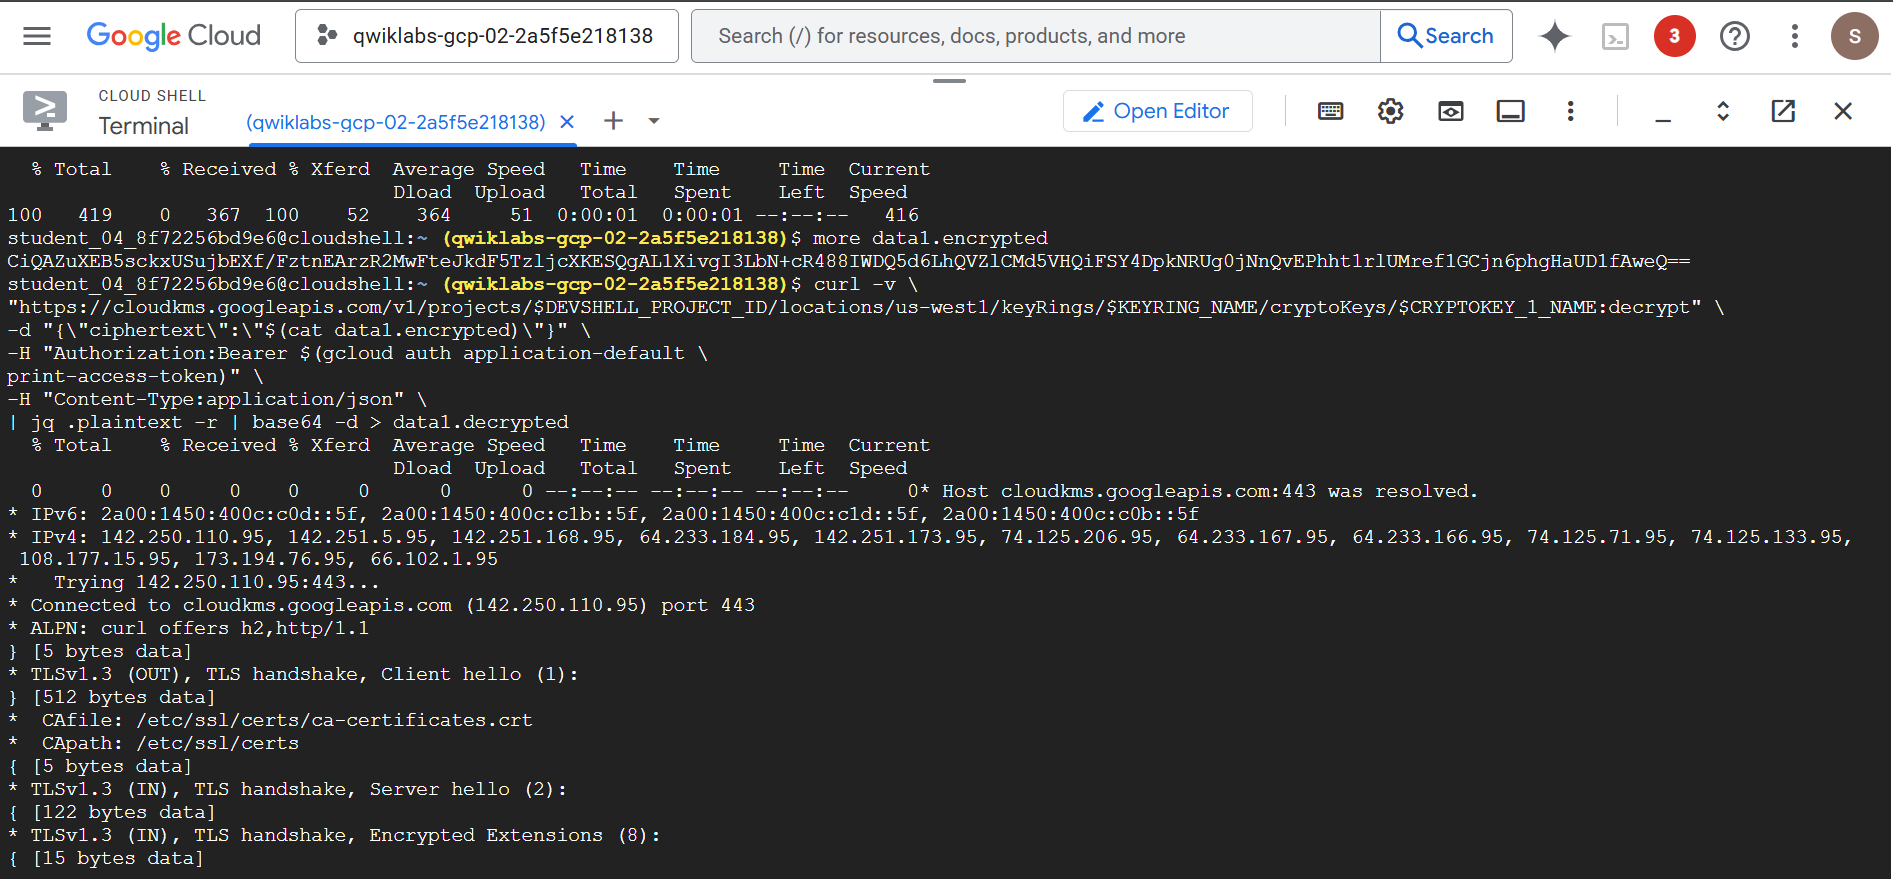 Google Cloud
qwiklabs-gcp-02-2a5f5e218138
Search (/) for resources, docs, products, and more
Search
3
S
CLOUD SHELL
Terminal
(qwiklabs-gcp-02-2a5f5e218138)
Open Editor
  % Total    % Received % Xferd  Average Speed   Time    Time     Time  Current
                                 Dload  Upload   Total   Spent    Left  Speed
100   419    0   367  100    52    364     51  0:00:01  0:00:01 --:--:--   416
student_04_8f72256bd9e6@cloudshell:~ (qwiklabs-gcp-02-2a5f5e218138)$ more data1.encrypted
CiQAZuXEB5sckxUSujbEXf/FztnEArzR2MwFteJkdF5TzljcXKESQgAL1XivgI3LbN+cR488IWDQ5d6LhQVZlCMd5VHQiFSY4DpkNRUg0jNnQvEPhht1rlUMref1GCjn6phgHaUD1fAweQ==
student_04_8f72256bd9e6@cloudshell:~ (qwiklabs-gcp-02-2a5f5e218138)$ curl -v \
"https://cloudkms.googleapis.com/v1/projects/$DEVSHELL_PROJECT_ID/locations/us-west1/keyRings/$KEYRING_NAME/cryptoKeys/$CRYPTOKEY_1_NAME:decrypt" \
-d "{\"ciphertext\":\"$(cat data1.encrypted)\"}" \
-H "Authorization:Bearer $(gcloud auth application-default \
print-access-token)" \
-H "Content-Type:application/json" \
| jq .plaintext -r | base64 -d > data1.decrypted
  % Total    % Received % Xferd  Average Speed   Time    Time     Time  Current
                                 Dload  Upload   Total   Spent    Left  Speed
  0     0    0     0    0     0      0      0 --:--:-- --:--:-- --:--:--     0* Host cloudkms.googleapis.com:443 was resolved.
* IPv6: 2a00:1450:400c:c0d::5f, 2a00:1450:400c:c1b::5f, 2a00:1450:400c:c1d::5f, 2a00:1450:400c:c0b::5f
* IPv4: 142.250.110.95, 142.251.5.95, 142.251.168.95, 64.233.184.95, 142.251.173.95, 74.125.206.95, 64.233.167.95, 64.233.166.95, 74.125.71.95, 74.125.133.95,
 108.177.15.95, 173.194.76.95, 66.102.1.95
*   Trying 142.250.110.95:443...
* Connected to cloudkms.googleapis.com (142.250.110.95) port 443
* ALPN: curl offers h2,http/1.1
} [5 bytes data]
* TLSv1.3 (OUT), TLS handshake, Client hello (1):
} [512 bytes data]
*  CAfile: /etc/ssl/certs/ca-certificates.crt
*  CApath: /etc/ssl/certs
{ [5 bytes data]
* TLSv1.3 (IN), TLS handshake, Server hello (2):
{ [122 bytes data]
* TLSv1.3 (IN), TLS handshake, Encrypted Extensions (8):
{ [15 bytes data]